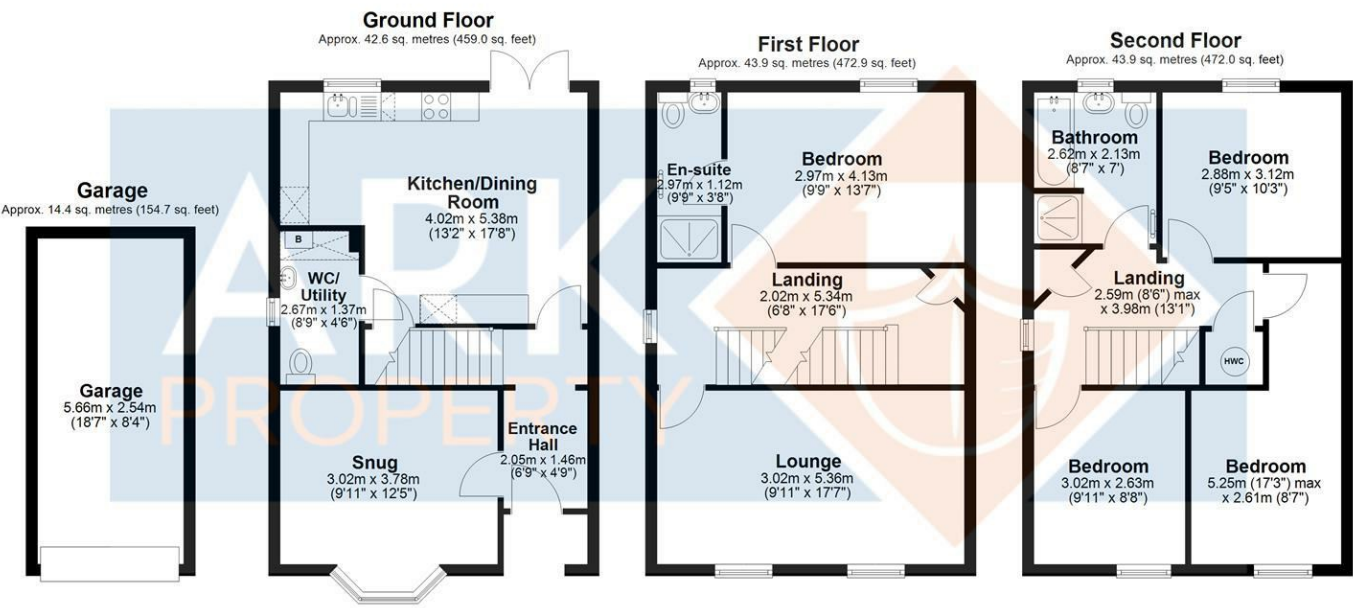 Ground Floor
Approx. 42.6 sq. metres (459.0 sq. feet)
Kitchen/Dining
Room
4.02m x 5.38m
(13'2" x 17'8")
B
WC/
Utility
2.67m x 1.37m
(8'9" x 4'6")
Snug
3.02m x 3.78m
(9'11" x 12'5")
Entrance
Hall
2.05m x 1.46m
(6'9" x 4'9")
Garage
Approx. 14.4 sq. metres (154.7 sq. feet)
Garage
5.66m x 2.54m
(18'7" x 8'4")
First Floor
Approx. 43.9 sq. metres (472.9 sq. feet)
En-suite
2.97m x 1.12m
(9'9" x 3'8")
Bedroom
2.97m x 4.13m
(9'9" x 13'7")
Landing
2.02m x 5.34m
(6'8" x 17'6")
Lounge
3.02m x 5.36m
(9'11" x 17'7")
Second Floor
Approx. 43.9 sq. metres (472.0 sq. feet)
Bathroom
2.62m x 2.13m
(8'7" x 7')
Bedroom
2.88m x 3.12m
(9'5" x 10'3")
Landing
2.59m (8'6") max
x 3.98m (13'1")
HWC
Bedroom
3.02m x 2.63m
(9'11" x 8'8")
Bedroom
5.25m (17'3") max
x 2.61m (8'7")
ARK
PROPERTY